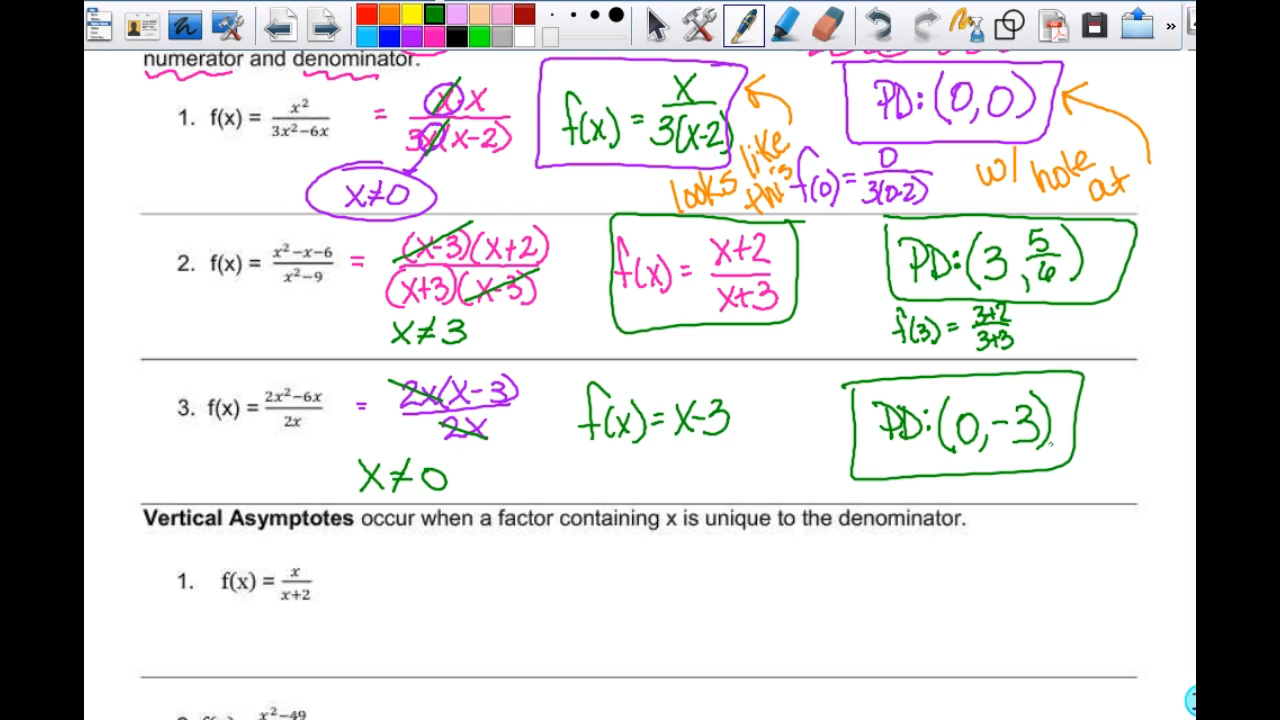 numerator and denominator.
1. f(x) = x²/(3x²−6x) = x·x/(3x(x-2)) f(x) = x/(3(x-2)) PD: (0,0)
x≠0 looks like this f(0) = 0/(3(0-2)) w/ hole at
2. f(x) = (x²−x−6)/(x²−9) = (x-3)(x+2)/((x+3)(x-3)) f(x) = (x+2)/(x+3) PD: (3, 5/6)
x≠3 f(3) = (3+2)/(3+3)
3. f(x) = (2x²−6x)/(2x) = 2x(x-3)/(2x) f(x) = x-3 PD: (0,-3)
x≠0
Vertical Asymptotes occur when a factor containing x is unique to the denominator.
1. f(x) = x/(x+2)
x²−49